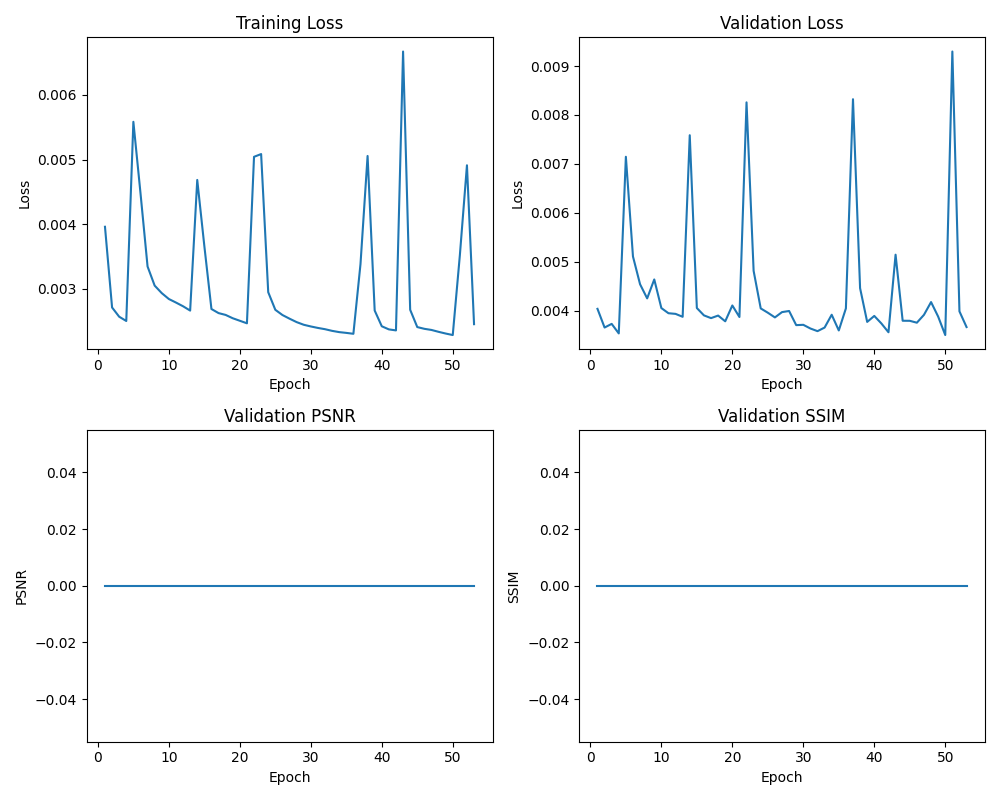 Training Loss
Loss
0.006
0.005
0.004
0.003
0 10 20 30 40 50
Epoch
Validation Loss
Loss
0.009
0.008
0.007
0.006
0.005
0.004
0 10 20 30 40 50
Epoch
Validation PSNR
PSNR
0.04
0.02
0.00
−0.02
−0.04
0 10 20 30 40 50
Epoch
Validation SSIM
SSIM
0.04
0.02
0.00
−0.02
−0.04
0 10 20 30 40 50
Epoch